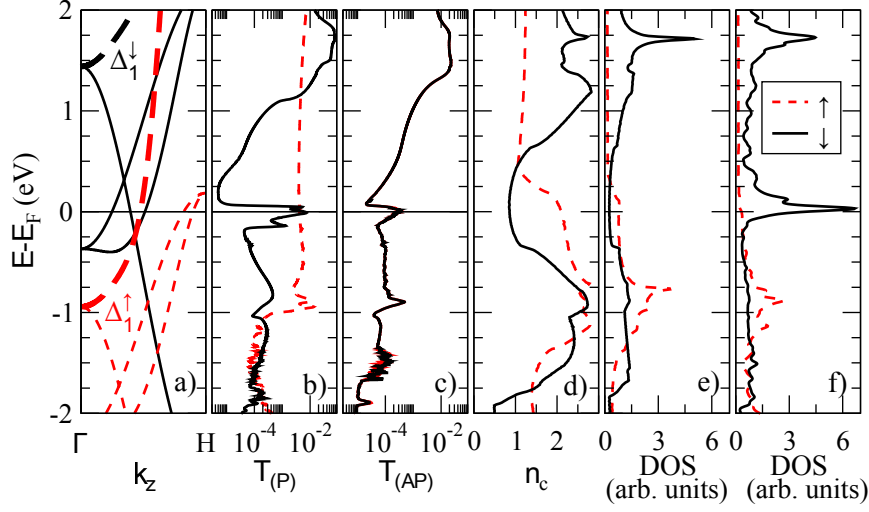 2
1
0
-1
-2
E-E_F (eV)
Δ₁↓
Δ₁↑
a)
b)
c)
d)
e)
f)
↑
↓
Γ
H
10⁻⁴
10⁻²
10⁻⁴
10⁻²
0
1
2
0
3
6
0
3
6
k_z
T_(P)
T_(AP)
n_c
DOS
DOS
(arb. units)
(arb. units)